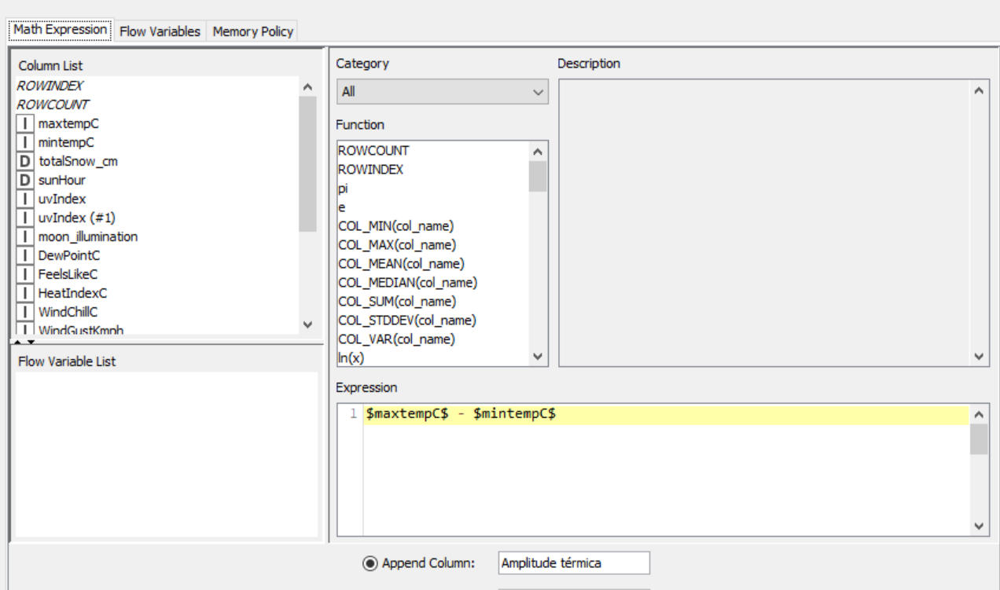 Math Expression Flow Variables Memory Policy
Column List
ROWINDEX
ROWCOUNT
I maxtempC
I mintempC
D totalSnow_cm
D sunHour
I uvIndex
I uvIndex (#1)
I moon_illumination
I DewPointC
I FeelsLikeC
I HeatIndexC
I WindChillC
I WindGustKmph
Flow Variable List
Category
All
Function
ROWCOUNT
ROWINDEX
pi
e
COL_MIN(col_name)
COL_MAX(col_name)
COL_MEAN(col_name)
COL_MEDIAN(col_name)
COL_SUM(col_name)
COL_STDDEV(col_name)
COL_VAR(col_name)
ln(x)
Description
Expression
1 $maxtempC$ - $mintempC$
Append Column: Amplitude térmica